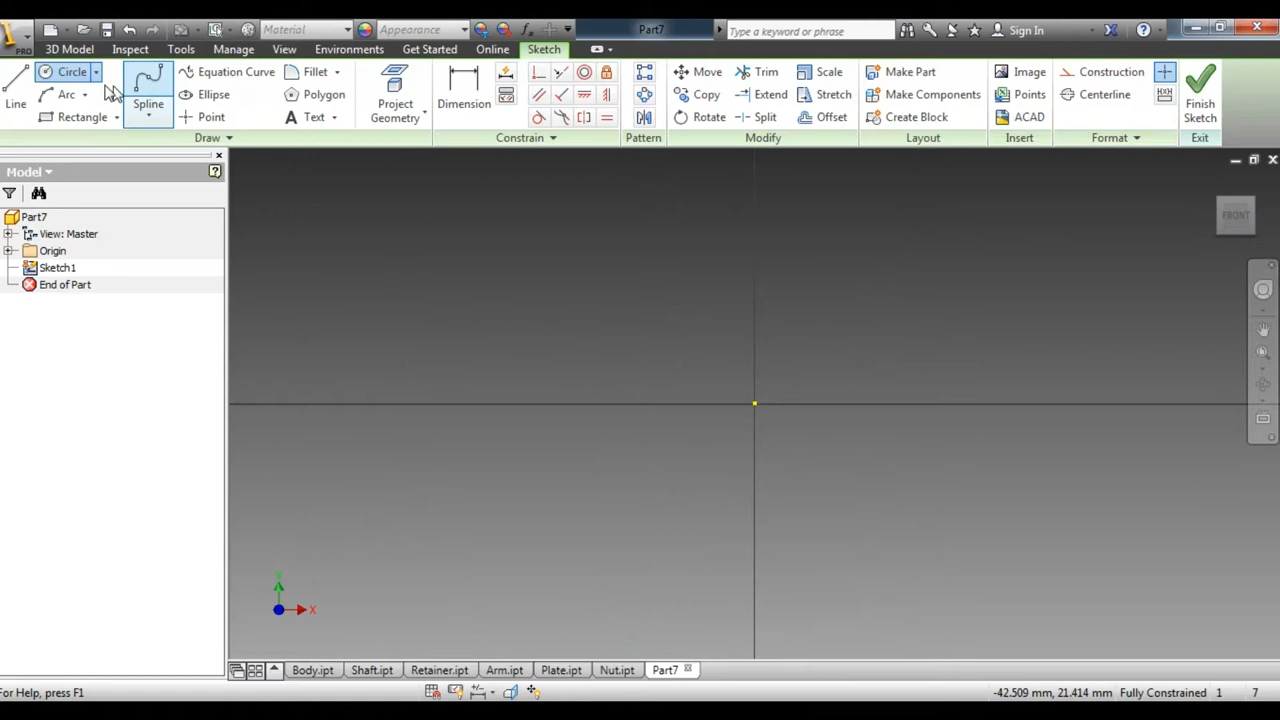 Material
Appearance
Part7
Type a keyword or phrase
Sign In
PRO
3D Model
Inspect
Tools
Manage
View
Environments
Get Started
Online
Sketch
Line
Circle
Arc
Rectangle
Spline
Equation Curve
Ellipse
Point
Fillet
Polygon
Text
Project
Geometry
Dimension
Move
Copy
Rotate
Trim
Extend
Split
Scale
Stretch
Offset
Make Part
Make Components
Create Block
Image
Points
ACAD
Construction
Centerline
Finish
Sketch
Draw
Constrain
Pattern
Modify
Layout
Insert
Format
Exit
Model
Part7
View: Master
Origin
Sketch1
End of Part
FRONT
Y
X
Body.ipt
Shaft.ipt
Retainer.ipt
Arm.ipt
Plate.ipt
Nut.ipt
Part7
For Help, press F1
-42.509 mm, 21.414 mm
Fully Constrained
1
7